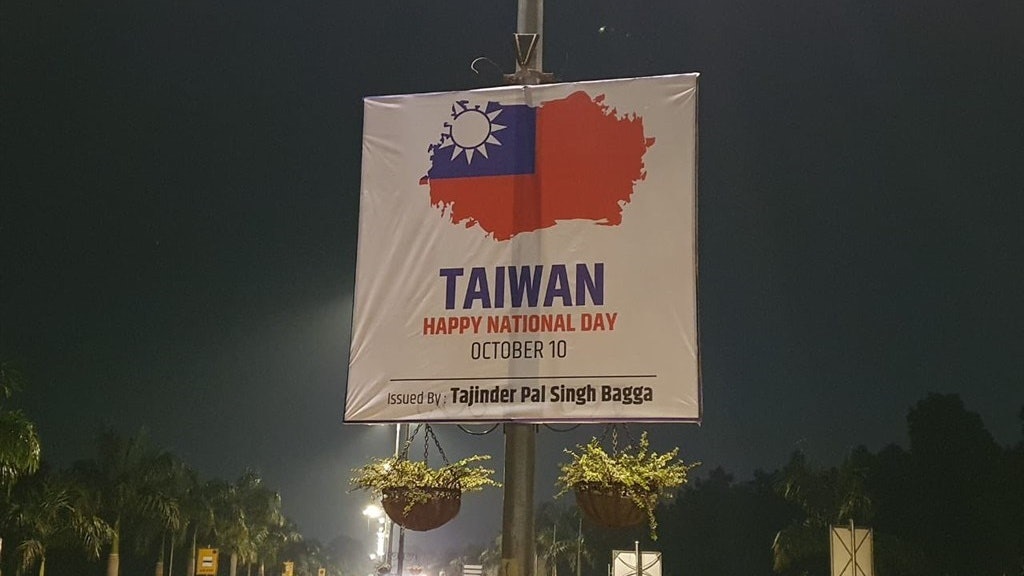 TAIWAN
HAPPY NATIONAL DAY
OCTOBER 10
Issued By : Tajinder Pal Singh Bagga